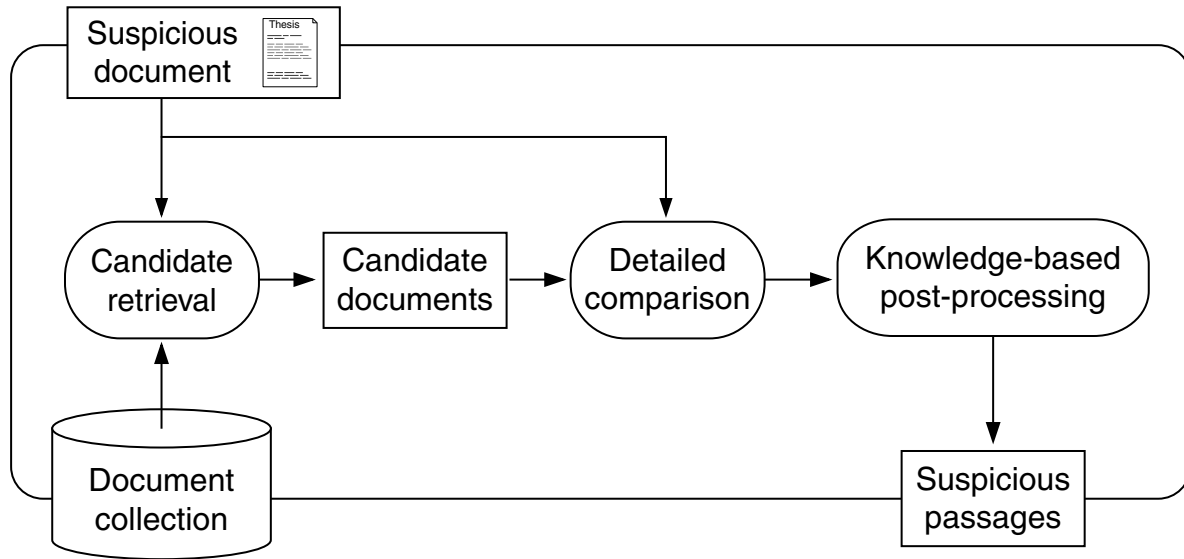 Suspicious
document
Thesis
Candidate
retrieval
Candidate
documents
Detailed
comparison
Knowledge-based
post-processing
Document
collection
Suspicious
passages